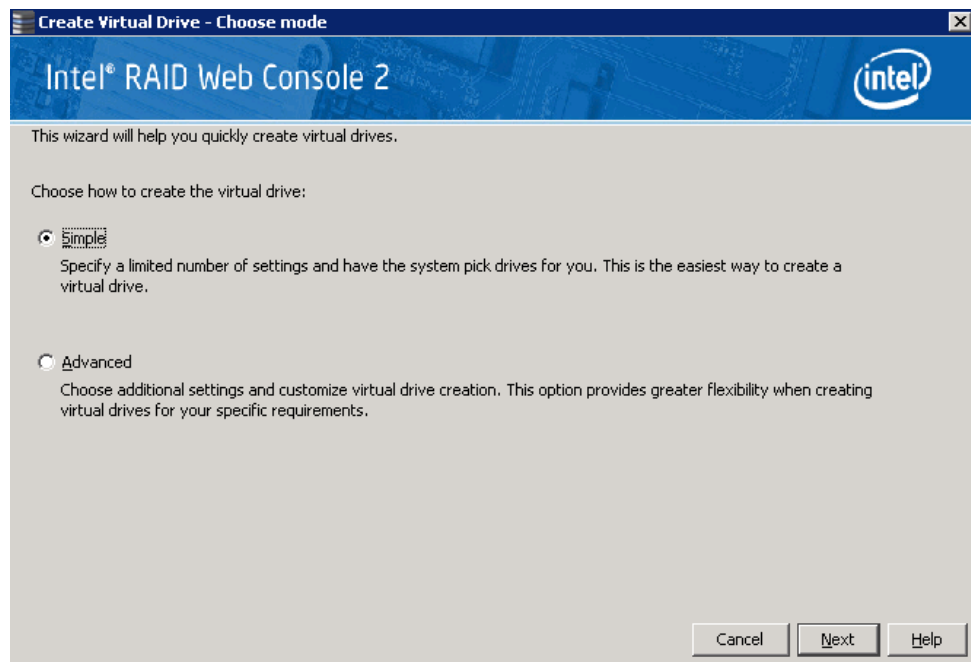 Create Virtual Drive - Choose mode
Intel® RAID Web Console 2
intel
This wizard will help you quickly create virtual drives.
Choose how to create the virtual drive:
Simple
Specify a limited number of settings and have the system pick drives for you. This is the easiest way to create a
virtual drive.
Advanced
Choose additional settings and customize virtual drive creation. This option provides greater flexibility when creating
virtual drives for your specific requirements.
Cancel Next Help